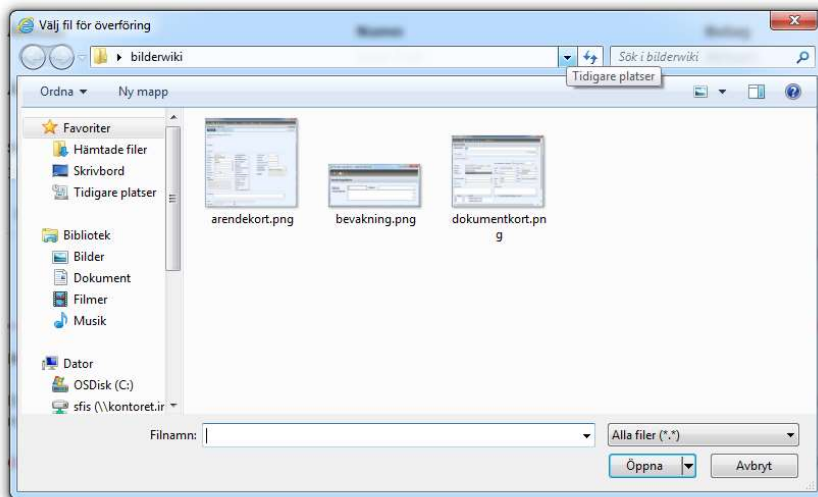 Välj fil för överföring
Namn
bilderwiki
Sök i bilderwiki
Tidigare platser
Ordna
Ny mapp
Favoriter
Hämtade filer
Skrivbord
Tidigare platser
Bibliotek
Bilder
Dokument
Filmer
Musik
Dator
OSDisk (C:)
sfis (\\kontoret.ir
arendekort.png
bevakning.png
dokumentkort.pn
g
Filnamn:
Alla filer (*.*)
Öppna
Avbryt